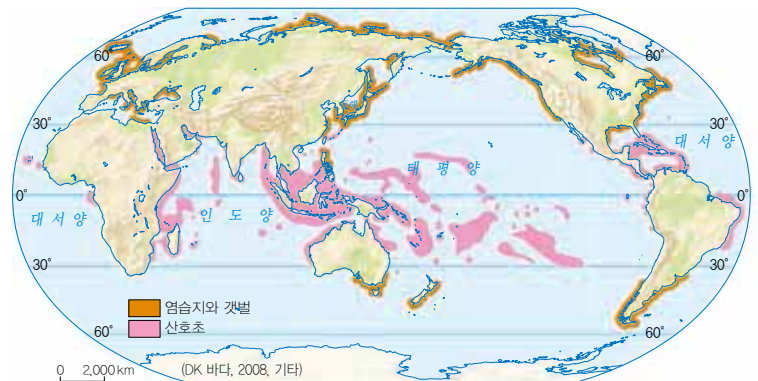 60° 60°
30° 30°
대 서 양
태 평 양
0° 0°
대 서 양
인 도 양
30° 30°
염습지와 갯벌
산호초
60° 60°
0 2,000km (DK 바다, 2008, 기타)